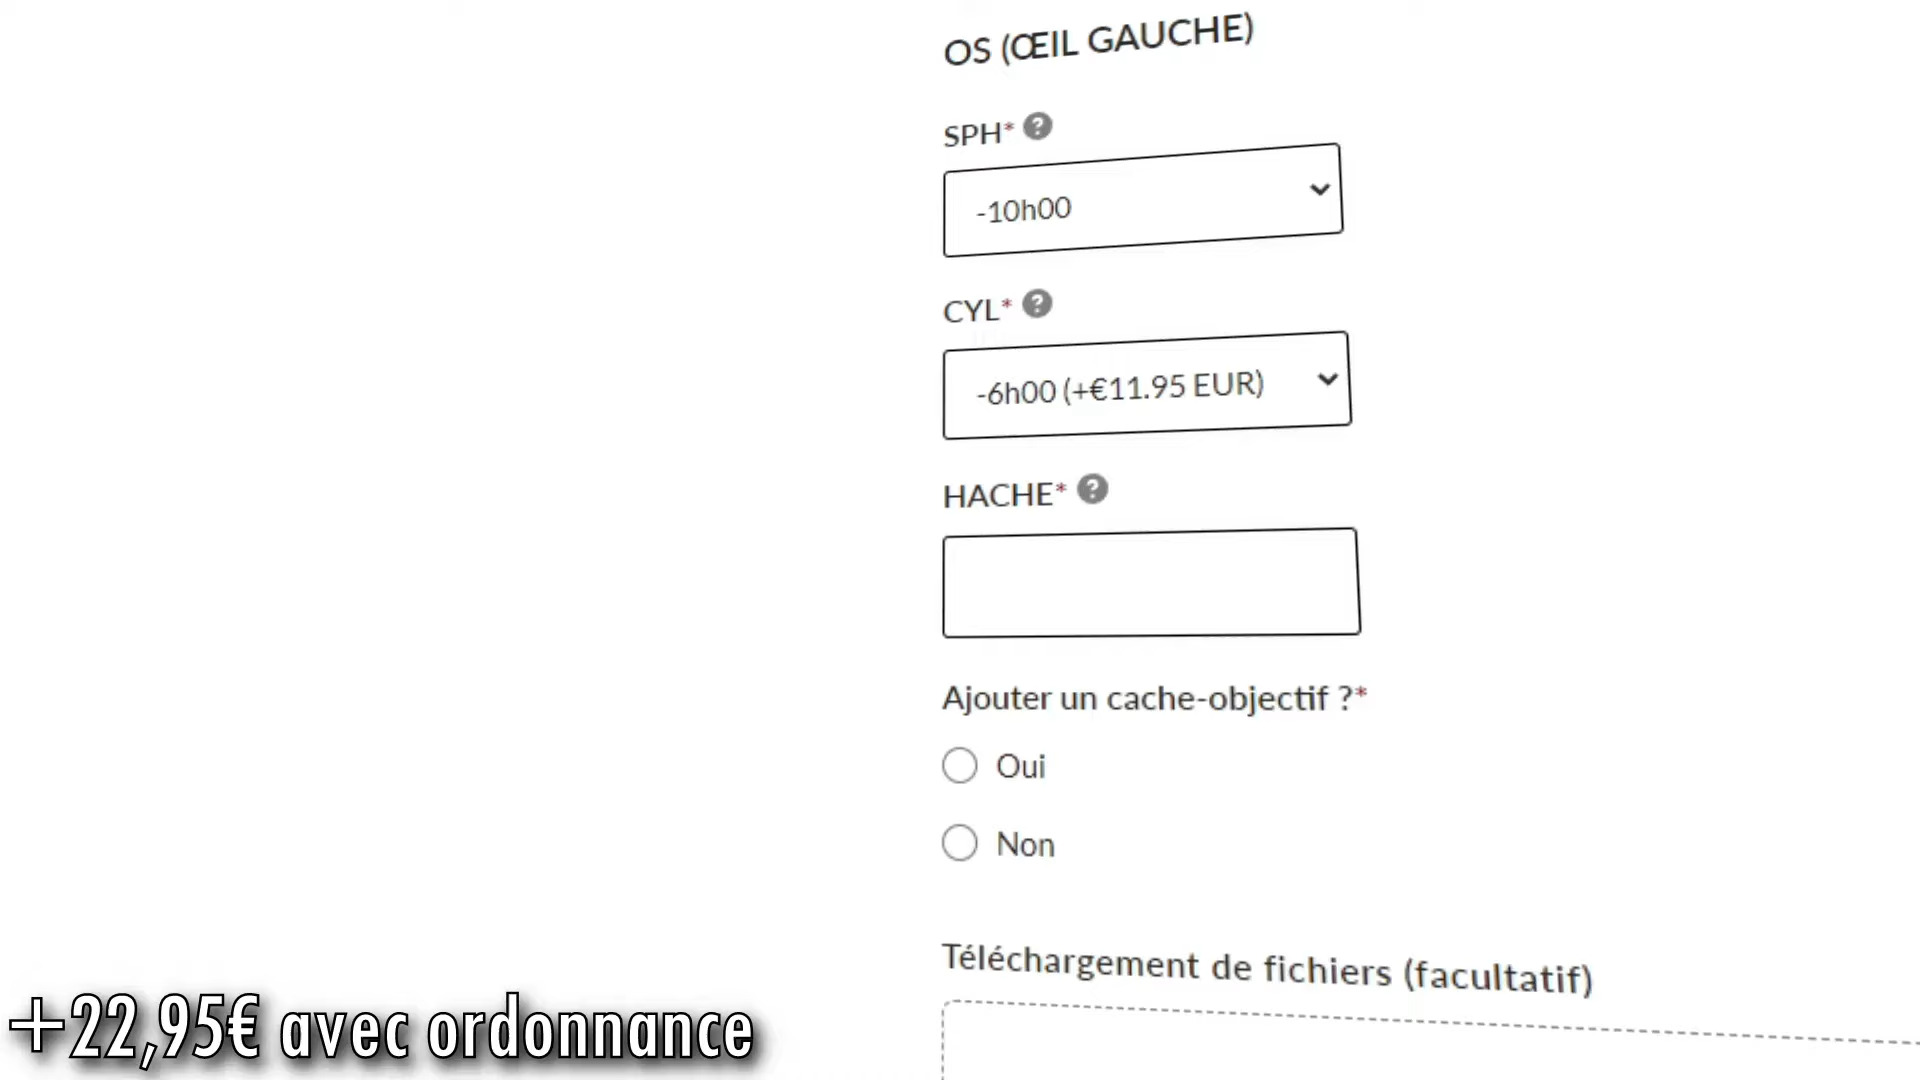 OS (ŒIL GAUCHE)
SPH* ?
-10h00
CYL* ?
-6h00 (+€11.95 EUR)
HACHE* ?
Ajouter un cache-objectif ?*
Oui
Non
Téléchargement de fichiers (facultatif)
+22,95€ avec ordonnance